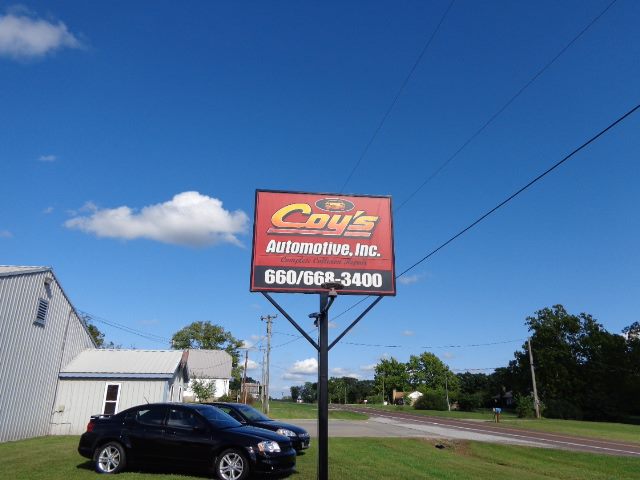 Coy's
Automotive, Inc.
Complete Collision Repair
660/668-3400